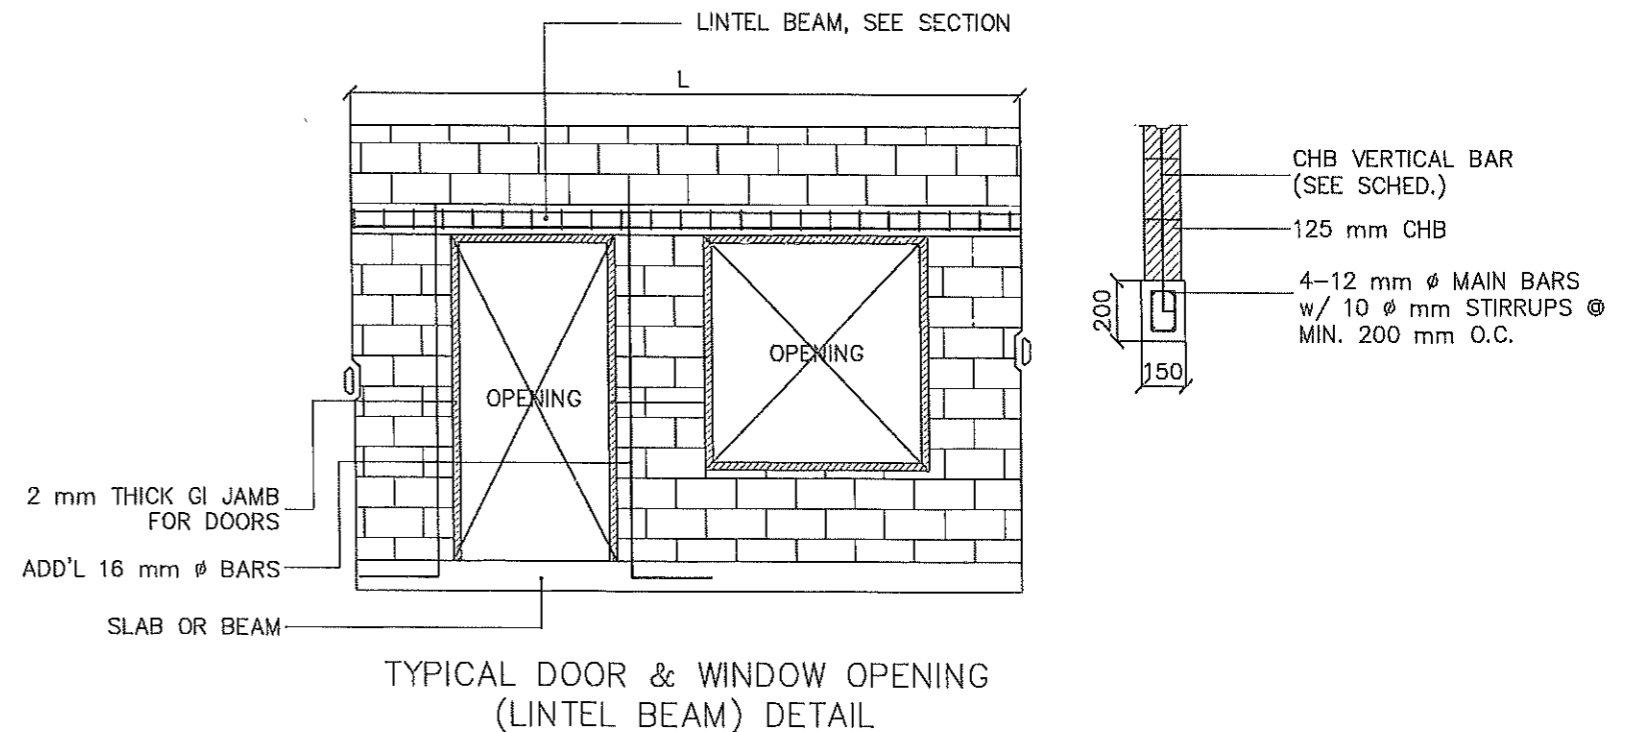 LINTEL BEAM, SEE SECTION
L
OPENING
OPENING
2 mm THICK GI JAMB
FOR DOORS
ADD'L 16 mm ø BARS
SLAB OR BEAM
CHB VERTICAL BAR
(SEE SCHED.)
125 mm CHB
4-12 mm ø MAIN BARS
w/ 10 ø mm STIRRUPS @
MIN. 200 mm O.C.
200
150
TYPICAL DOOR & WINDOW OPENING
(LINTEL BEAM) DETAIL